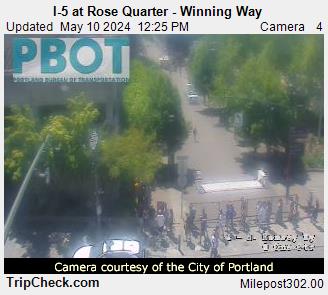 I-5 at Rose Quarter - Winning Way
Updated May 10 2024 12:25 PM Camera 4
PBOT
PORTLAND BUREAU OF TRANSPORTATION
Camera courtesy of the City of Portland
TripCheck.com Milepost302.00